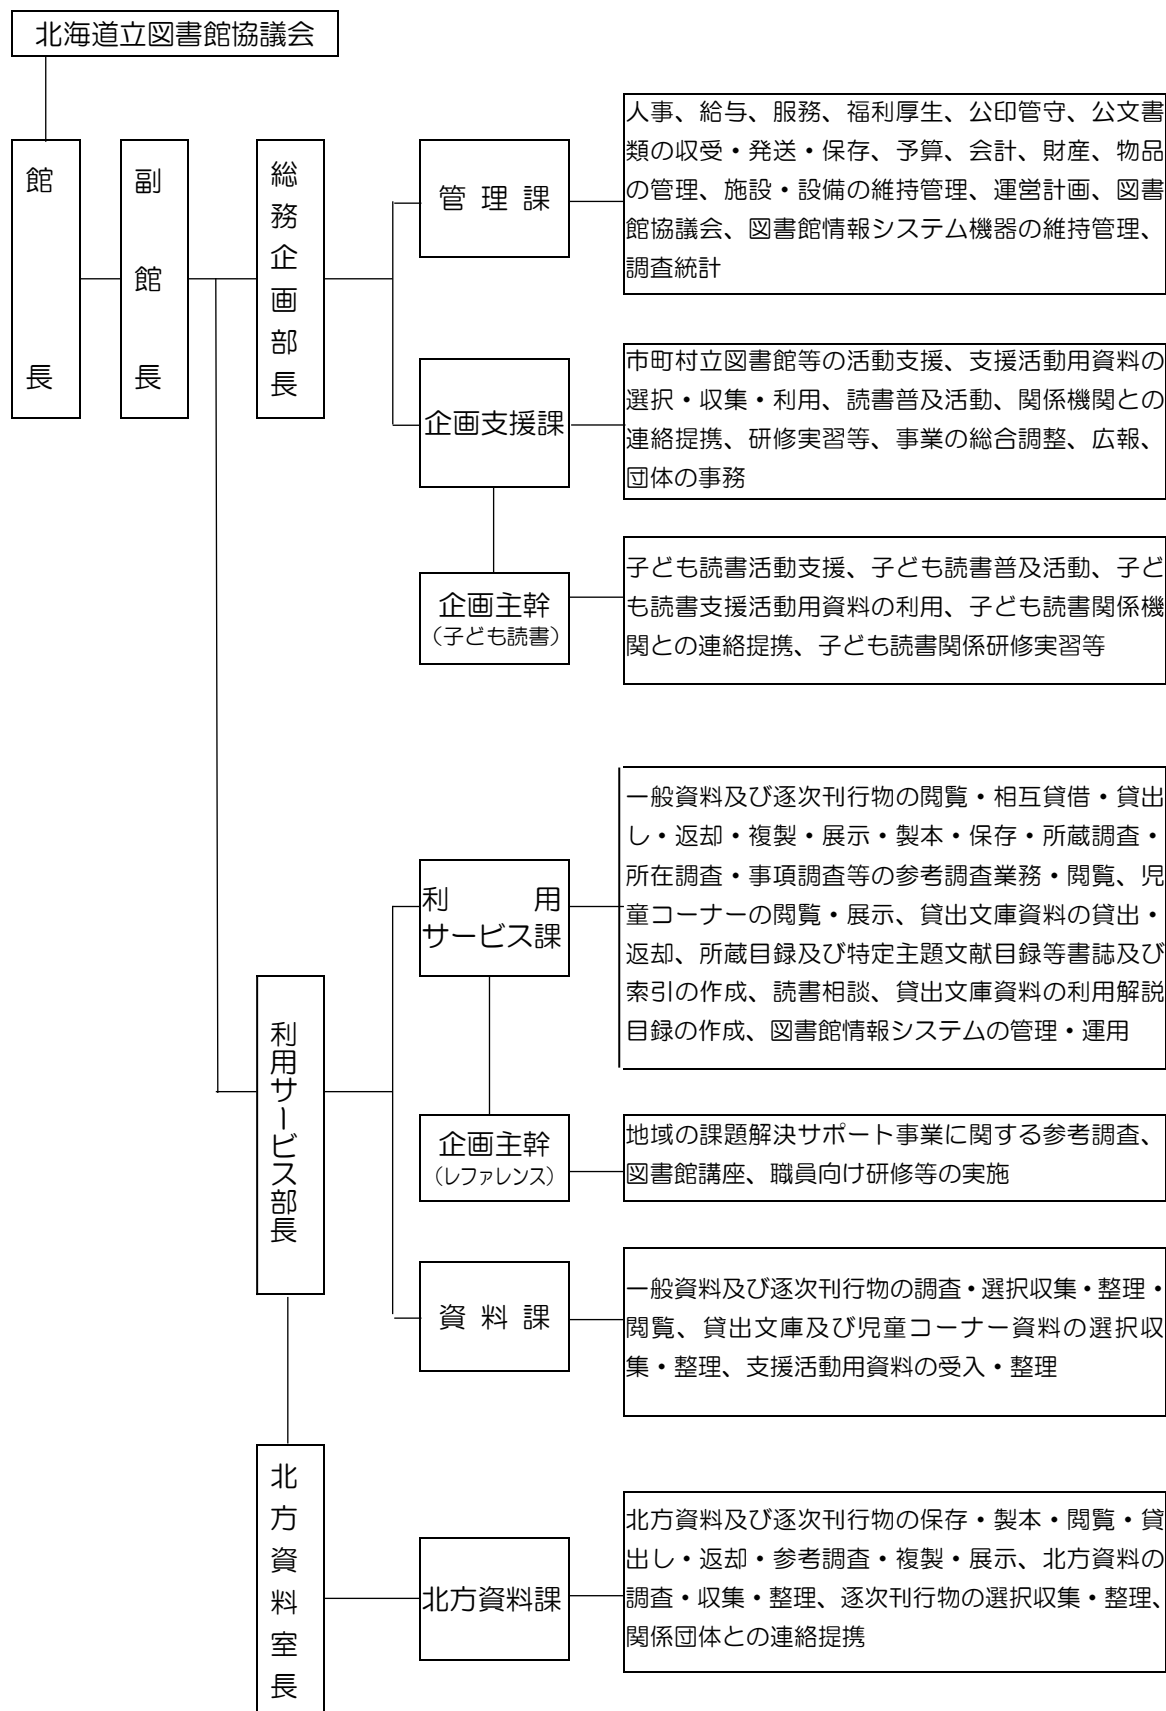 北海道立図書館協議会
館長
副館長
総務企画部長
管理課
人事、給与、服務、福利厚生、公印管守、公文書
類の収受・発送・保存、予算、会計、財産、物品
の管理、施設・設備の維持管理、運営計画、図書
館協議会、図書館情報システム機器の維持管理、
調査統計
企画支援課
市町村立図書館等の活動支援、支援活動用資料の
選択・収集・利用、読書普及活動、関係機関との
連絡提携、研修実習等、事業の総合調整、広報、
団体の事務
企画主幹
（子ども読書）
子ども読書活動支援、子ども読書普及活動、子ど
も読書支援活動用資料の利用、子ども読書関係機
関との連絡提携、子ども読書関係研修実習等
利用サービス部長
利用
サービス課
一般資料及び逐次刊行物の閲覧・相互貸借・貸出
し・返却・複製・展示・製本・保存・所蔵調査・
所在調査・事項調査等の参考調査業務・閲覧、児
童コーナーの閲覧・展示、貸出文庫資料の貸出・
返却、所蔵目録及び特定主題文献目録等書誌及び
索引の作成、読書相談、貸出文庫資料の利用解説
目録の作成、図書館情報システムの管理・運用
企画主幹
（レファレンス）
地域の課題解決サポート事業に関する参考調査、
図書館講座、職員向け研修等の実施
資料課
一般資料及び逐次刊行物の調査・選択収集・整理・
閲覧、貸出文庫及び児童コーナー資料の選択収
集・整理、支援活動用資料の受入・整理
北方資料室長
北方資料課
北方資料及び逐次刊行物の保存・製本・閲覧・貸
出し・返却・参考調査・複製・展示、北方資料の
調査・収集・整理、逐次刊行物の選択収集・整理、
関係団体との連絡提携